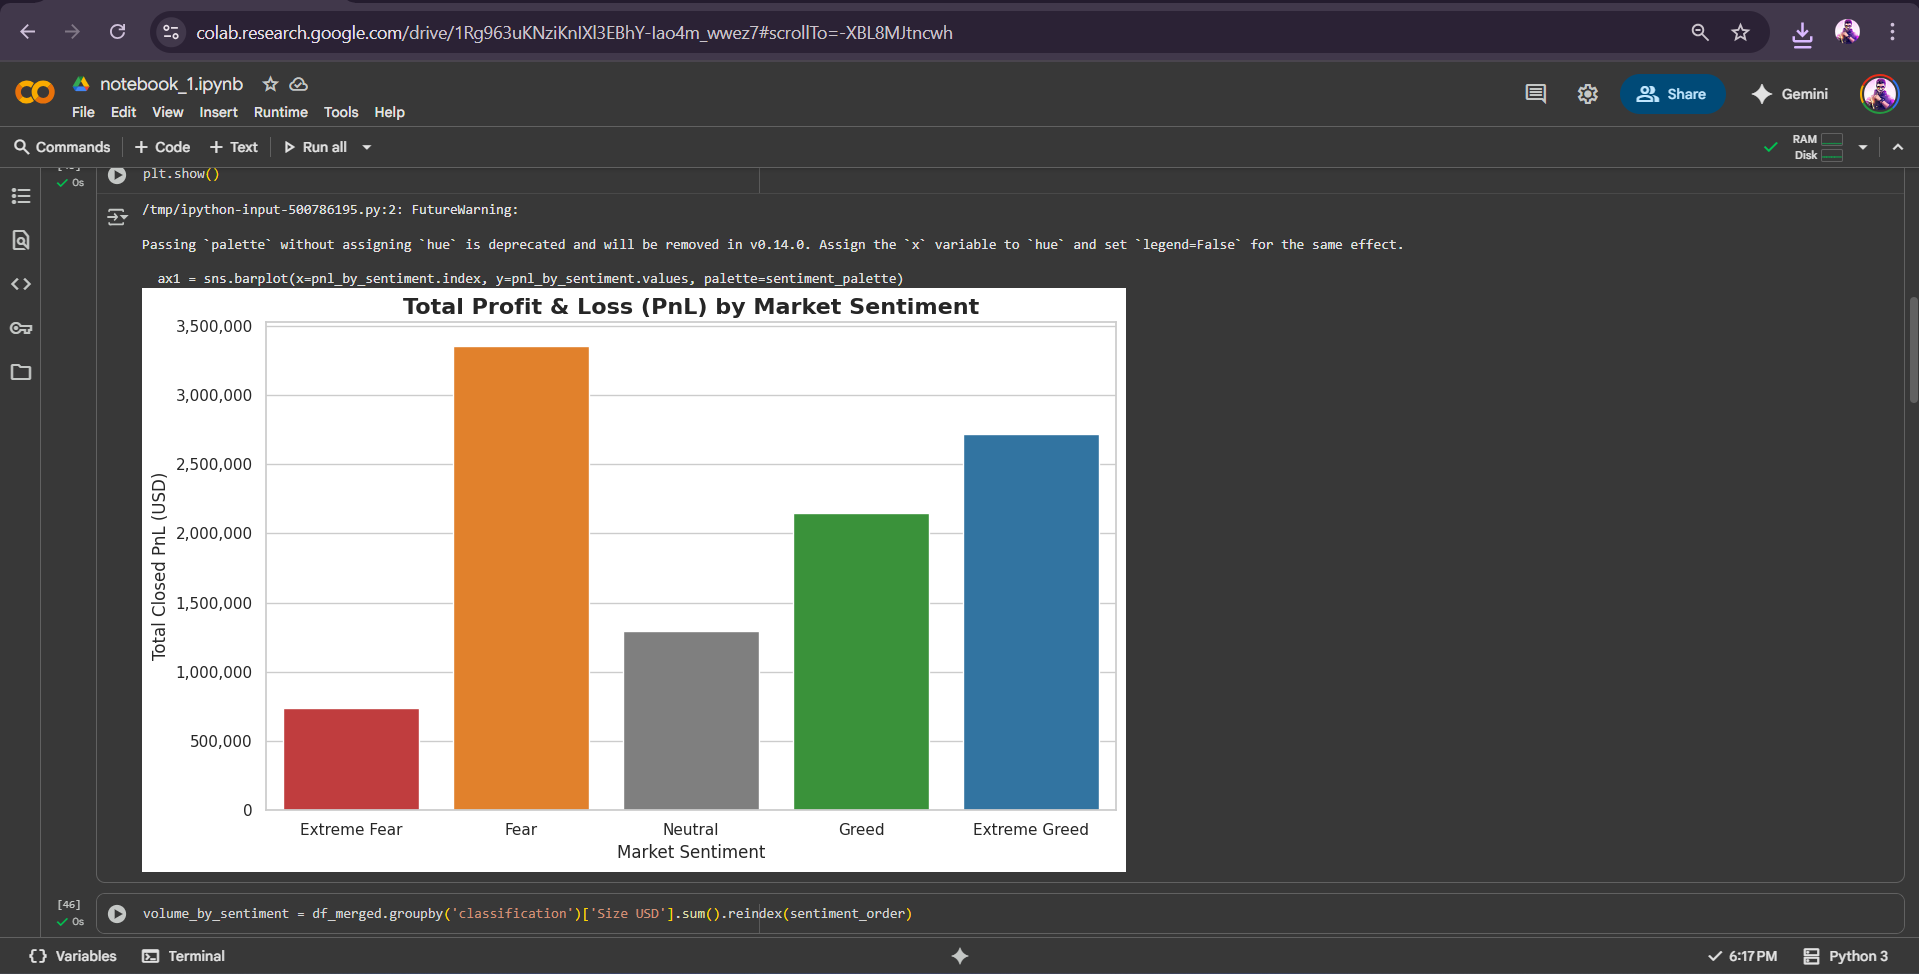 colab.research.google.com/drive/1Rg963uKNziKnIXl3EBhY-Iao4m_wwez7#scrollTo=-XBL8MJtncwh
notebook_1.ipynb
File Edit View Insert Runtime Tools Help
Share
Gemini
Commands + Code + Text Run all
RAM
Disk
0s
plt.show()
/tmp/ipython-input-500786195.py:2: FutureWarning:
Passing `palette` without assigning `hue` is deprecated and will be removed in v0.14.0. Assign the `x` variable to `hue` and set `legend=False` for the same effect.
ax1 = sns.barplot(x=pnl_by_sentiment.index, y=pnl_by_sentiment.values, palette=sentiment_palette)
Total Profit & Loss (PnL) by Market Sentiment
3,500,000
3,000,000
2,500,000
2,000,000
1,500,000
1,000,000
500,000
0
Total Closed PnL (USD)
Extreme Fear Fear Neutral Greed Extreme Greed
Market Sentiment
[46]
0s
volume_by_sentiment = df_merged.groupby('classification')['Size USD'].sum().reindex(sentiment_order)
{} Variables Terminal
6:17 PM Python 3